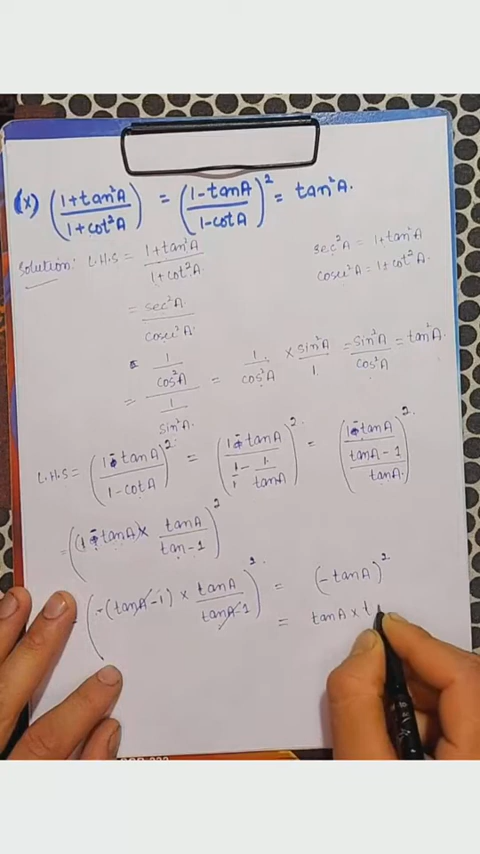 (x) (1+tan²A / 1+cot²A) = (1-tanA / 1-cotA)² = tan²A.
Solution: L.H.S = 1+tan²A / 1+cot²A.
sec²A = 1+tan²A
cosec²A = 1+cot²A.
= sec²A. / cosec²A.
= 1/cos²A / 1/sin²A. = 1/cos²A × sin²A/1 = sin²A/cos²A = tan²A.
L.H.S = (1-tanA / 1-cotA)² = (1-tanA / 1/1 - 1/tanA)² = (1-tanA / tanA-1/tanA)².
= ((1-tanA) × tanA / tan-1)²
(-(tanA-1) × tanA / tanA-1)² = (-tanA)²
= tanA × t